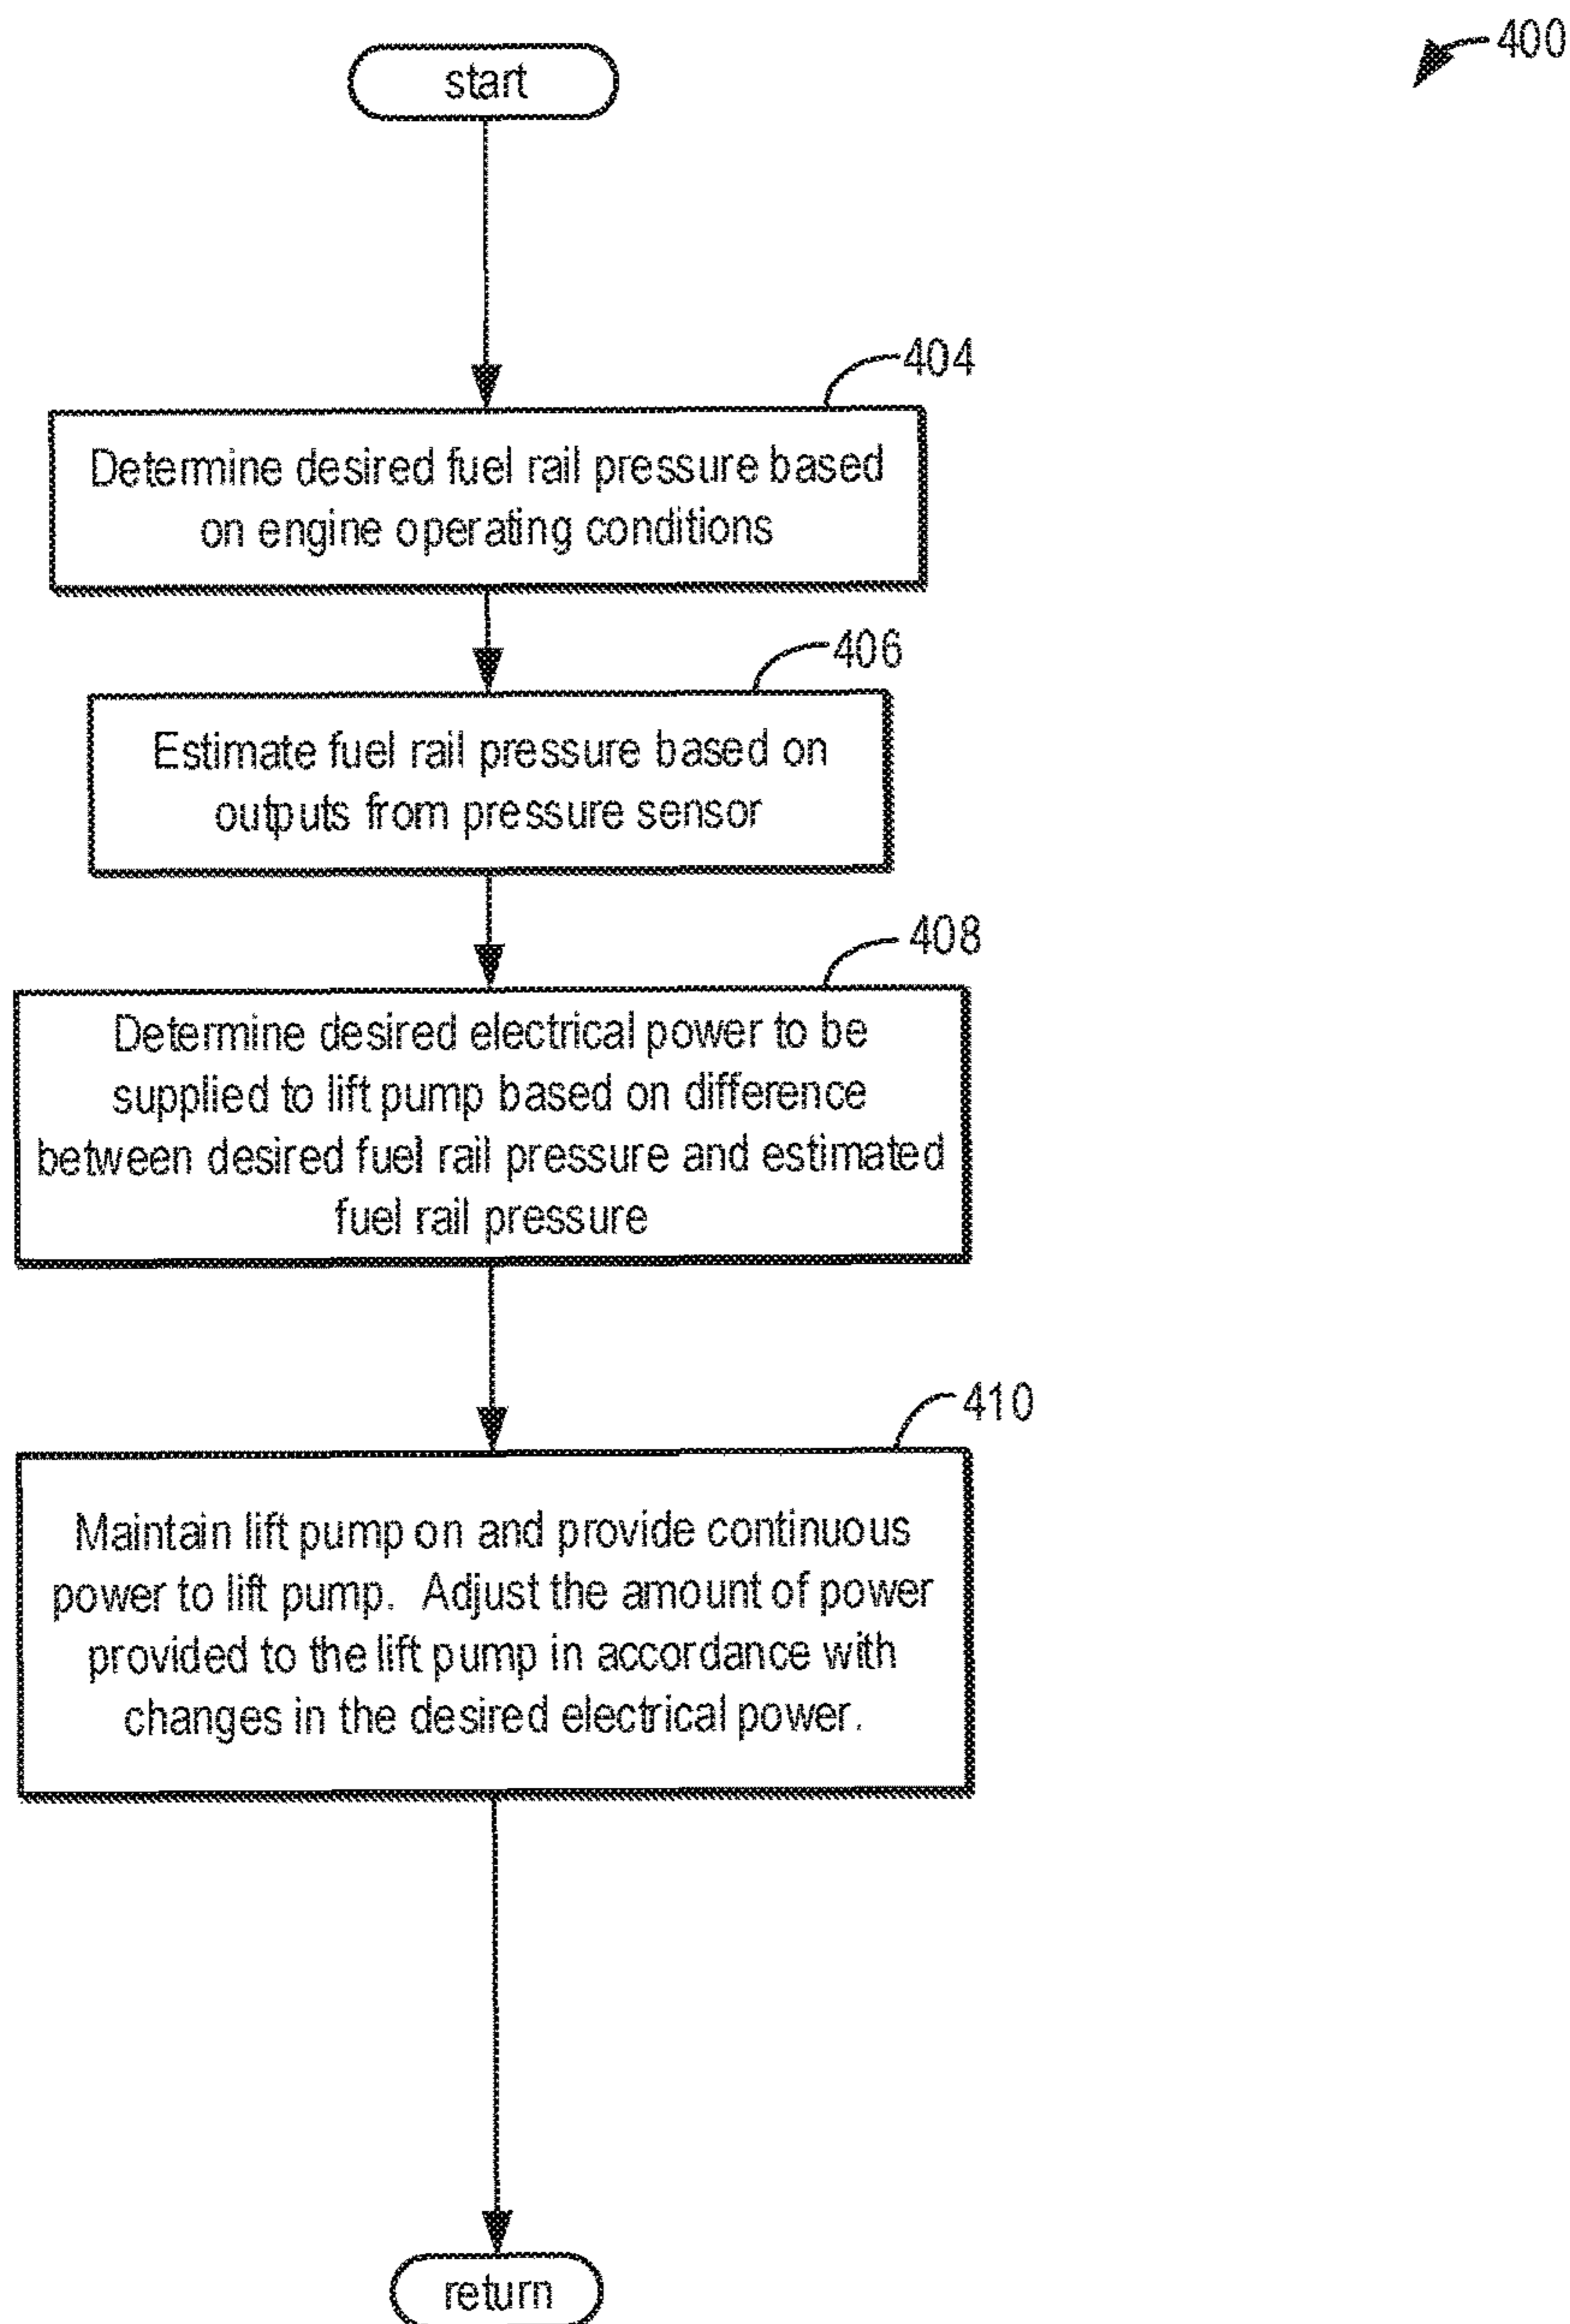 400
start
404
Determine desired fuel rail pressure based
on engine operating conditions
406
Estimate fuel rail pressure based on
outputs from pressure sensor
408
Determine desired electrical power to be
supplied to lift pump based on difference
between desired fuel rail pressure and estimated
fuel rail pressure
410
Maintain lift pump on and provide continuous
power to lift pump. Adjust the amount of power
provided to the lift pump in accordance with
changes in the desired electrical power.
return